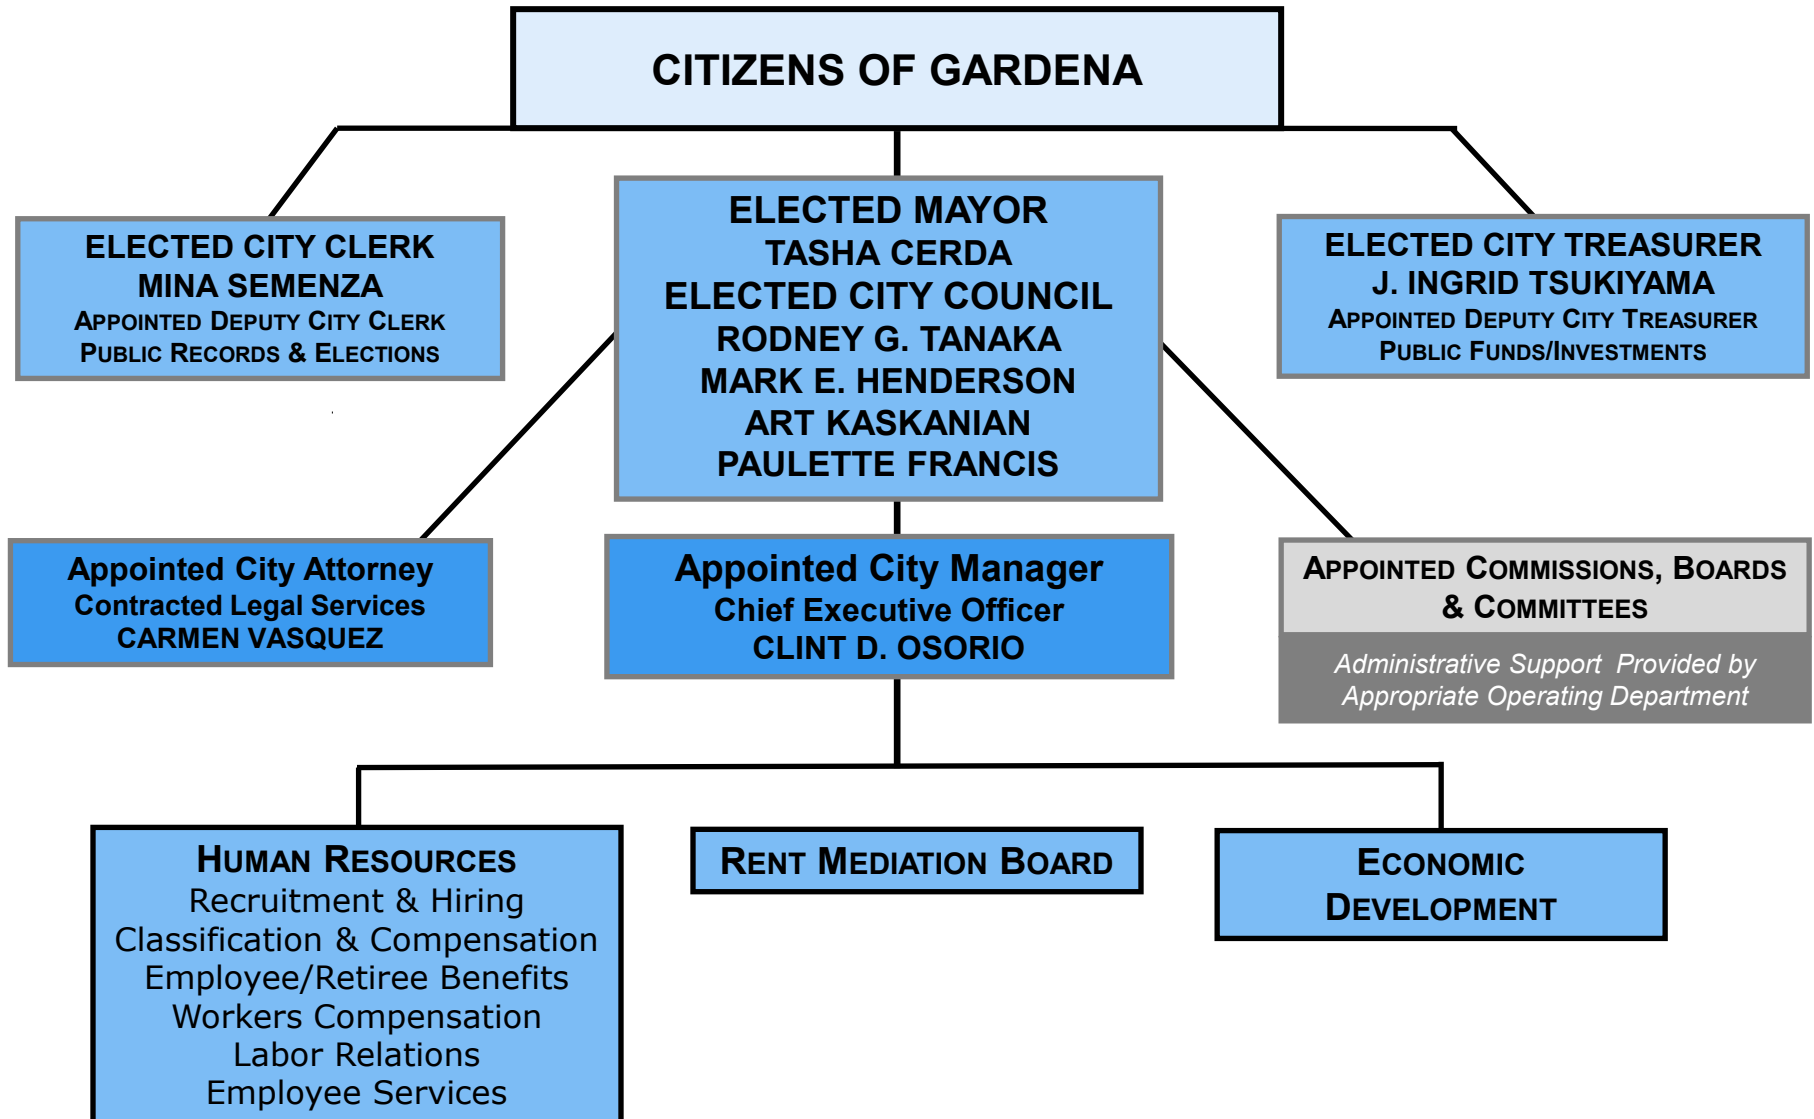 CITIZENS OF GARDENA
ELECTED CITY CLERK
MINA SEMENZA
APPOINTED DEPUTY CITY CLERK
PUBLIC RECORDS & ELECTIONS
ELECTED MAYOR
TASHA CERDA
ELECTED CITY COUNCIL
RODNEY G. TANAKA
MARK E. HENDERSON
ART KASKANIAN
PAULETTE FRANCIS
ELECTED CITY TREASURER
J. INGRID TSUKIYAMA
APPOINTED DEPUTY CITY TREASURER
PUBLIC FUNDS/INVESTMENTS
Appointed City Attorney
Contracted Legal Services
CARMEN VASQUEZ
Appointed City Manager
Chief Executive Officer
CLINT D. OSORIO
APPOINTED COMMISSIONS, BOARDS
& COMMITTEES
Administrative Support Provided by
Appropriate Operating Department
HUMAN RESOURCES
Recruitment & Hiring
Classification & Compensation
Employee/Retiree Benefits
Workers Compensation
Labor Relations
Employee Services
RENT MEDIATION BOARD
ECONOMIC
DEVELOPMENT